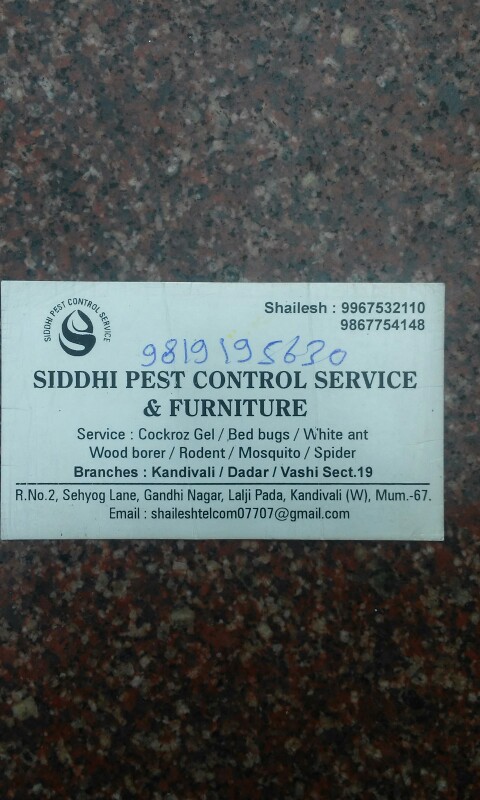 SIDDHI PEST CONTROL SERVICE
Shailesh : 9967532110
9867754148
9819195630
SIDDHI PEST CONTROL SERVICE
& FURNITURE
Service : Cockroz Gel / Bed bugs / White ant
Wood borer / Rodent / Mosquito / Spider
Branches : Kandivali / Dadar / Vashi Sect.19
R.No.2, Sehyog Lane, Gandhi Nagar, Lalji Pada, Kandivali (W), Mum.-67.
Email : shaileshtelcom07707@gmail.com